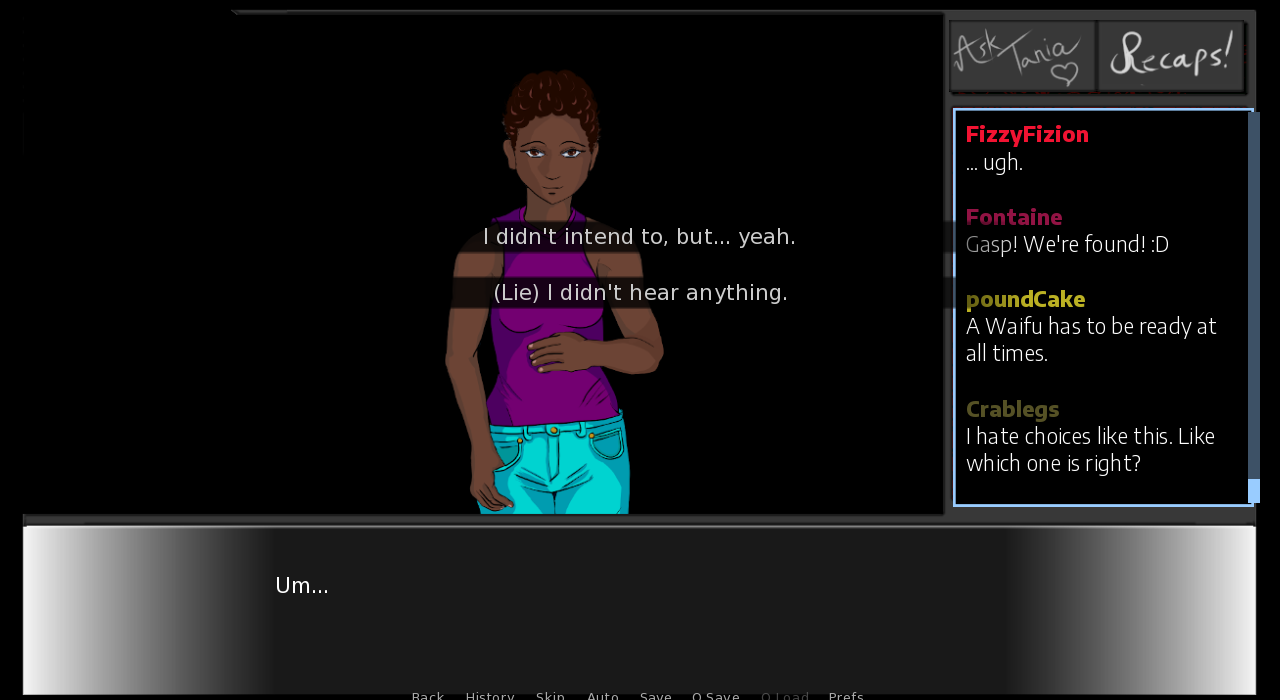 Ask Tania
Recaps!
I didn't intend to, but... yeah.
(Lie) I didn't hear anything.
FizzyFizion
... ugh.
Fontaine
Gasp! We're found! :D
poundCake
A Waifu has to be ready at
all times.
Crablegs
I hate choices like this. Like
which one is right?
Um...
Back History Skip Auto Save Q.Save Q.Load Prefs